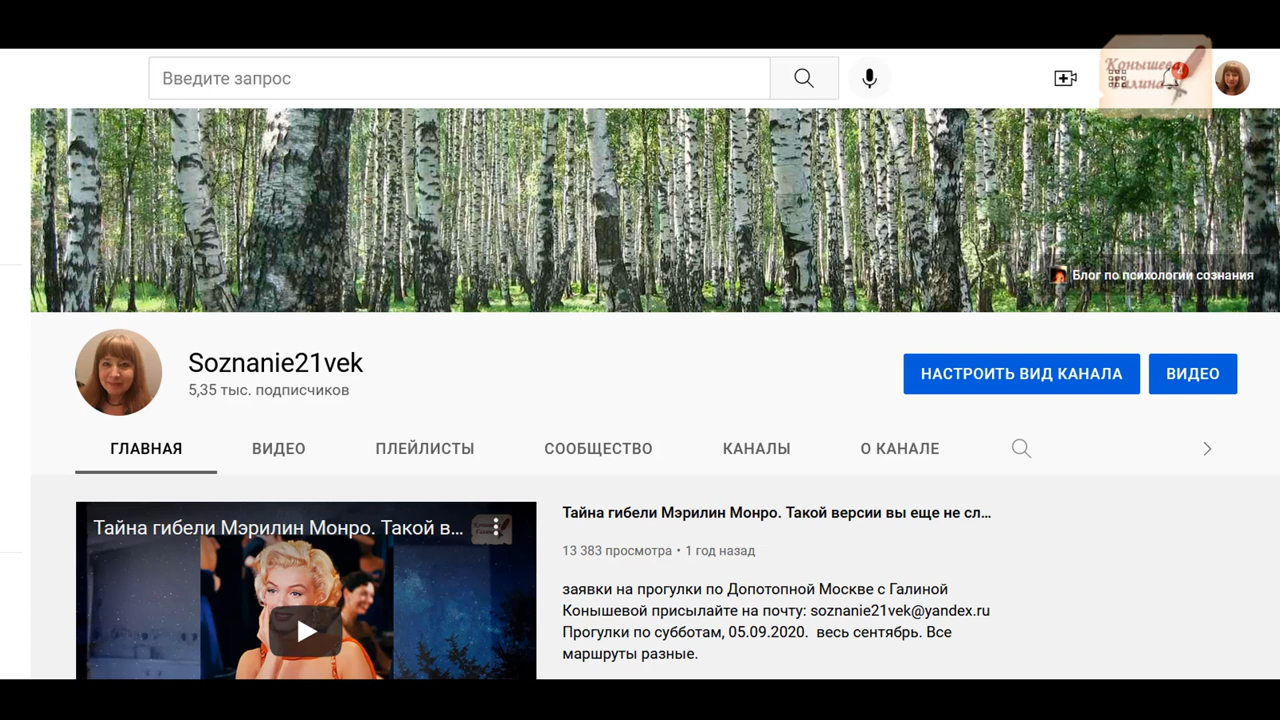 Введите запрос
Конышева
Галина
Блог по психологии сознания
Soznanie21vek
5,35 тыс. подписчиков
НАСТРОИТЬ ВИД КАНАЛА
ВИДЕО
ГЛАВНАЯ
ВИДЕО
ПЛЕЙЛИСТЫ
СООБЩЕСТВО
КАНАЛЫ
О КАНАЛЕ
Тайна гибели Мэрилин Монро. Такой в...
Тайна гибели Мэрилин Монро. Такой версии вы еще не сл...
13 383 просмотра • 1 год назад
заявки на прогулки по Допотопной Москве с Галиной
Конышевой присылайте на почту: soznanie21vek@yandex.ru
Прогулки по субботам, 05.09.2020. весь сентябрь. Все
маршруты разные.